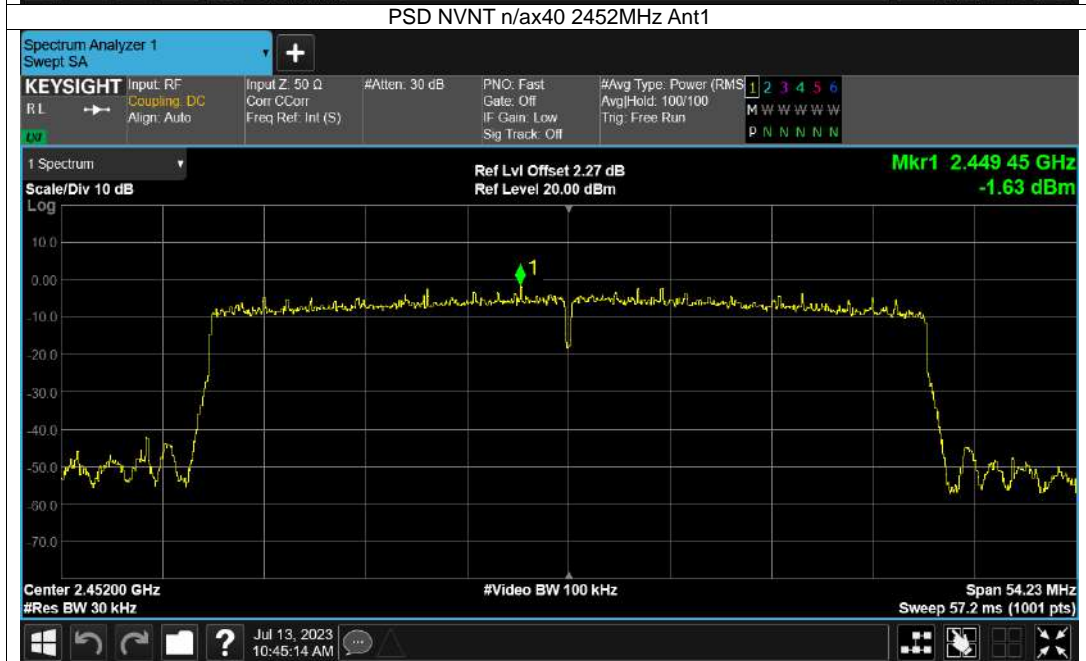 PSD NVNT n/ax40 2452MHz Ant1
Spectrum Analyzer 1
Swept SA
KEYSIGHT Input: RF Input Z: 50 Ω #Atten: 30 dB PNO: Fast #Avg Type: Power (RMS 1 2 3 4 5 6
RL Coupling: DC Corr CCorr Gate: Off Avg|Hold: 100/100 M W W W W W
Align: Auto Freq Ref: Int (S) IF Gain: Low Trig: Free Run
LXI Sig Track: Off P N N N N N
1 Spectrum Ref Lvl Offset 2.27 dB Mkr1 2.449 45 GHz
Scale/Div 10 dB Ref Level 20.00 dBm -1.63 dBm
Log
10.0
1
0.00
-10.0
-20.0
-30.0
-40.0
-50.0
-60.0
-70.0
Center 2.45200 GHz #Video BW 100 kHz Span 54.23 MHz
#Res BW 30 kHz Sweep 57.2 ms (1001 pts)
? Jul 13, 2023
10:45:14 AM